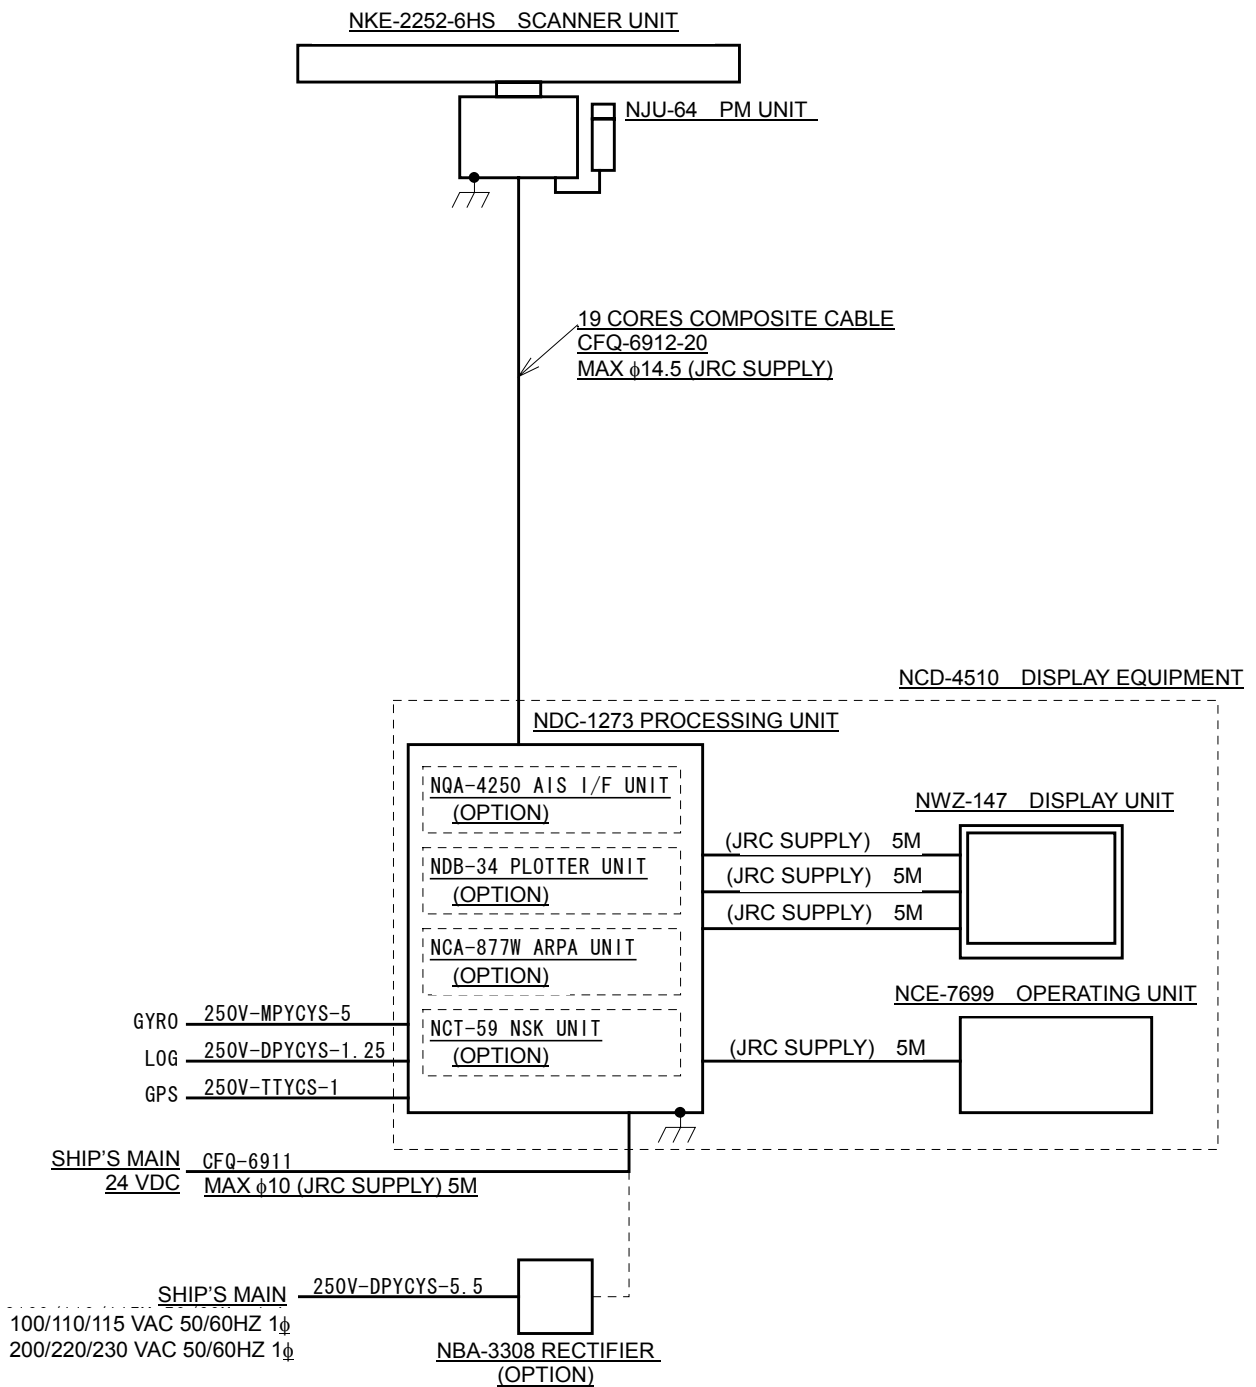 NKE-2252-6HS SCANNER UNIT
NJU-64 PM UNIT
19 CORES COMPOSITE CABLE
CFQ-6912-20
MAX φ14.5 (JRC SUPPLY)
NCD-4510 DISPLAY EQUIPMENT
NDC-1273 PROCESSING UNIT
NQA-4250 AIS I/F UNIT
(OPTION)
NDB-34 PLOTTER UNIT
(OPTION)
NCA-877W ARPA UNIT
(OPTION)
NCT-59 NSK UNIT
(OPTION)
NWZ-147 DISPLAY UNIT
(JRC SUPPLY) 5M
(JRC SUPPLY) 5M
(JRC SUPPLY) 5M
NCE-7699 OPERATING UNIT
(JRC SUPPLY) 5M
GYRO 250V-MPYCYS-5
LOG 250V-DPYCYS-1.25
GPS 250V-TTYCS-1
SHIP'S MAIN CFQ-6911
24 VDC MAX φ10 (JRC SUPPLY) 5M
SHIP'S MAIN 250V-DPYCYS-5.5
100/110/115 VAC 50/60HZ 1φ
200/220/230 VAC 50/60HZ 1φ
NBA-3308 RECTIFIER
(OPTION)